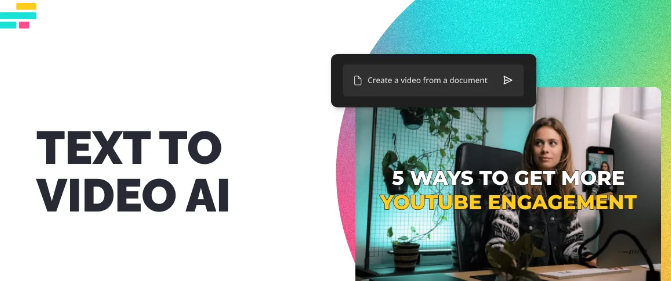 TEXT TO
VIDEO AI
Create a video from a document
5 WAYS TO GET MORE
YOUTUBE ENGAGEMENT